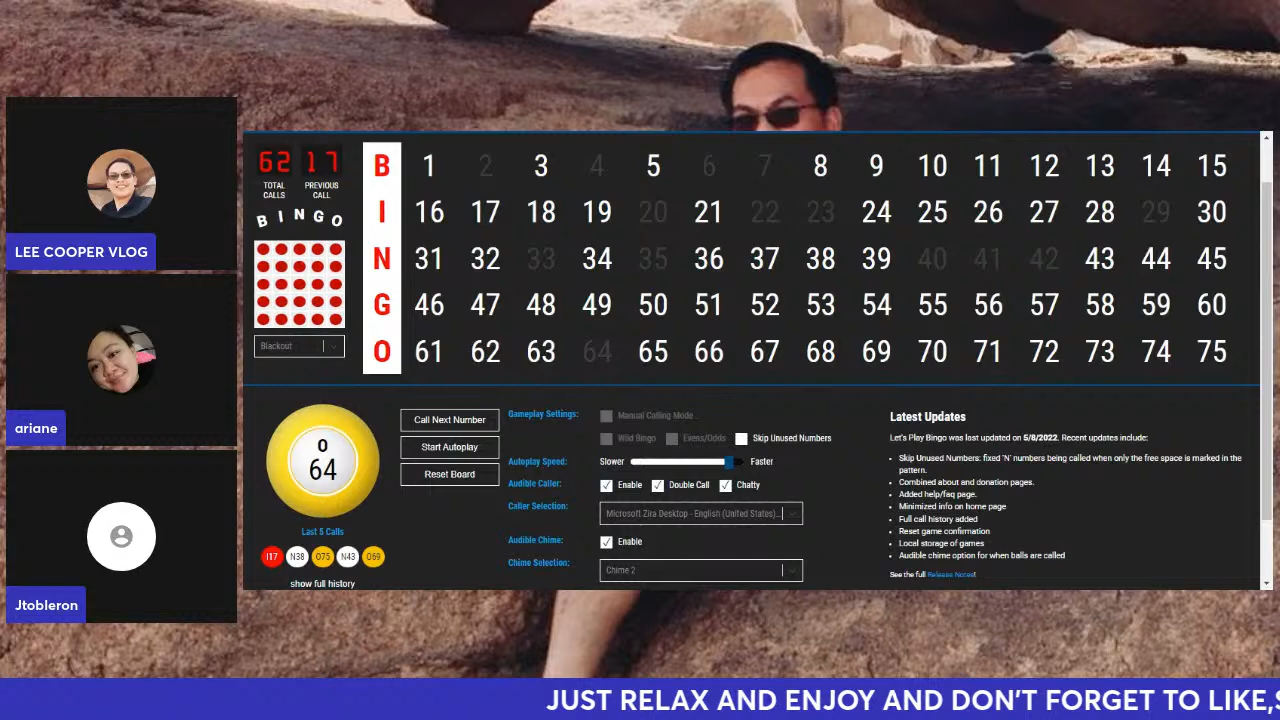 LEE COOPER VLOG
ariane
Jtobleron
62 17
TOTAL CALLS
PREVIOUS CALL
BINGO
Blackout
B 1 2 3 4 5 6 7 8 9 10 11 12 13 14 15
I 16 17 18 19 20 21 22 23 24 25 26 27 28 29 30
N 31 32 33 34 35 36 37 38 39 40 41 42 43 44 45
G 46 47 48 49 50 51 52 53 54 55 56 57 58 59 60
O 61 62 63 64 65 66 67 68 69 70 71 72 73 74 75
O
64
Last 5 Calls
I17 N38 O75 N43 O69
show full history
Call Next Number
Start Autoplay
Reset Board
Gameplay Settings:
Manual Calling Mode
Wild Bingo Evens/Odds Skip Unused Numbers
Autoplay Speed: Slower Faster
Audible Caller: Enable Double Call Chatty
Caller Selection: Microsoft Zira Desktop - English (United States)...
Audible Chime: Enable
Chime Selection: Chime 2
Latest Updates
Let's Play Bingo was last updated on 5/8/2022. Recent updates include:
• Skip Unused Numbers: fixed 'N' numbers being called when only the free space is marked in the
pattern.
• Combined about and donation pages.
• Added help/faq page.
• Minimized info on home page
• Full call history added
• Reset game confirmation
• Local storage of games
• Audible chime option for when balls are called
See the full Release Notes!
JUST RELAX AND ENJOY AND DON'T FORGET TO LIKE,